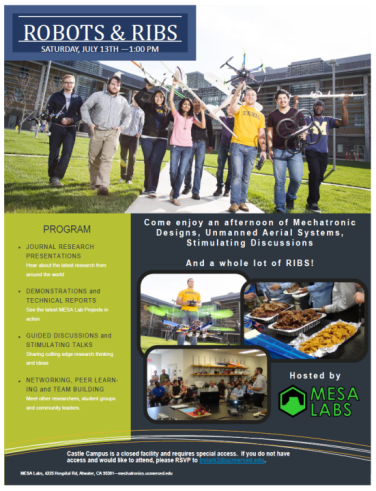 ROBOTS & RIBS
SATURDAY, JULY 13TH —1:00 PM
PROGRAM
JOURNAL RESEARCH
PRESENTATIONS
Hear about the latest research from
around the world
DEMONSTRATIONS and
TECHNICAL REPORTS
See the latest MESA Lab Projects in
action
GUIDED DISCUSSIONS and
STIMULATING TALKS
Sharing cutting edge research thinking
and ideas
NETWORKING, PEER LEARN-
ING and TEAM BUILDING
Meet other researchers, student groups
and community leaders.
Come enjoy an afternoon of Mechatronic
Designs, Unmanned Aerial Systems,
Stimulating Discussions
And a whole lot of RIBS!
Hosted by
MESA
LABS
Castle Campus is a closed facility and requires special access. If you do not have
access and would like to attend, please RSVP to
MESA Labs, 4225 Hospital Rd, Atwater, CA 95301—mechatronics.ucmerced.edu